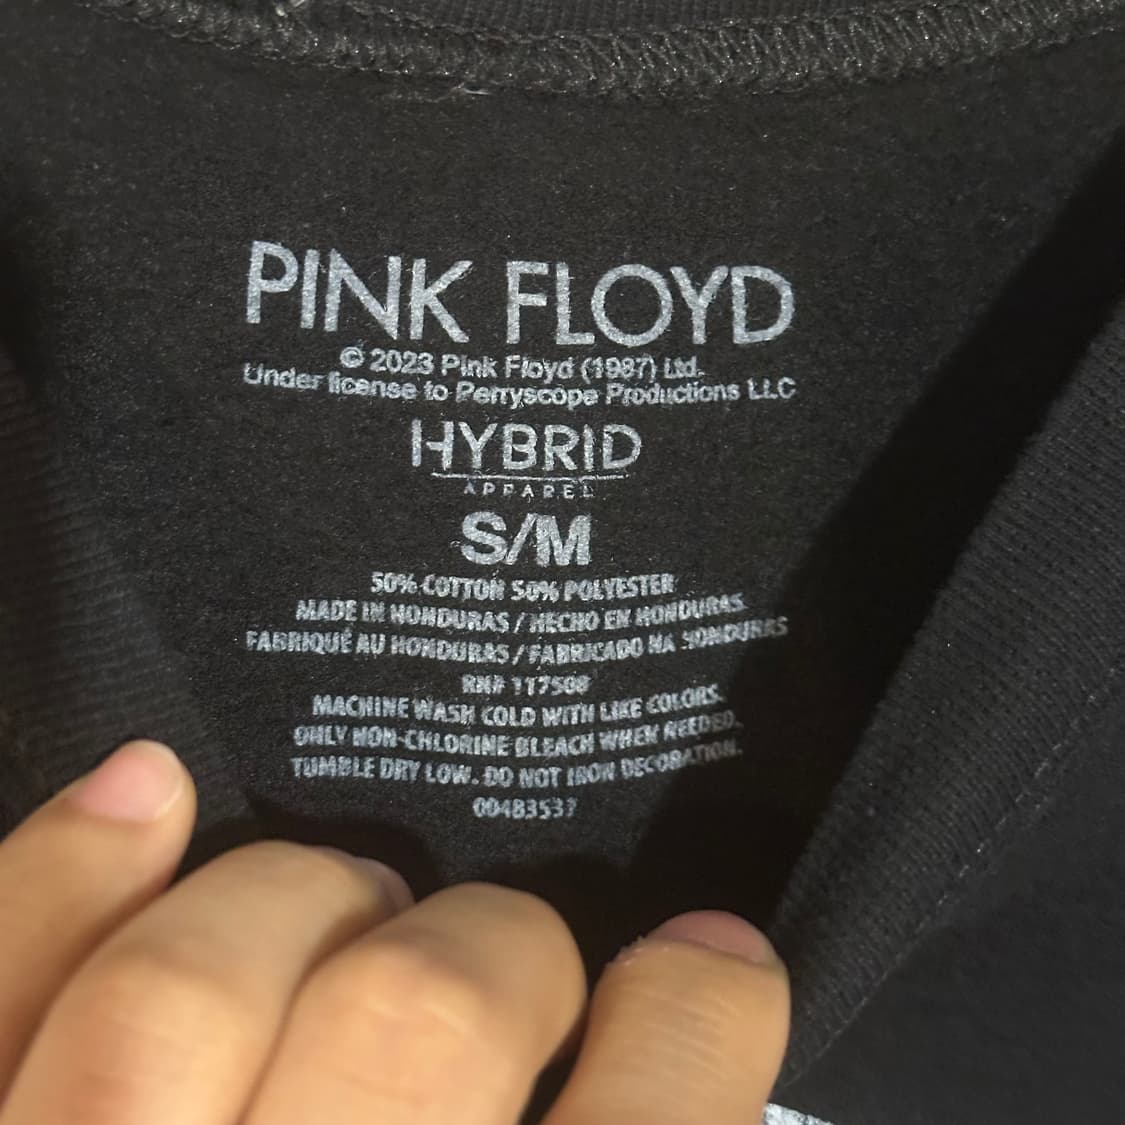 PINK FLOYD
© 2023 Pink Floyd (1987) Ltd.
Under license to Perryscope Productions LLC
HYBRID
APPAREL
S/M
50% COTTON 50% POLYESTER
MADE IN HONDURAS / HECHO EN HONDURAS
FABRIQUÉ AU HONDURAS / FABRICADO NA HONDURAS
RN# 117508
MACHINE WASH COLD WITH LIKE COLORS.
ONLY NON-CHLORINE BLEACH WHEN NEEDED.
TUMBLE DRY LOW. DO NOT IRON DECORATION.
00483537